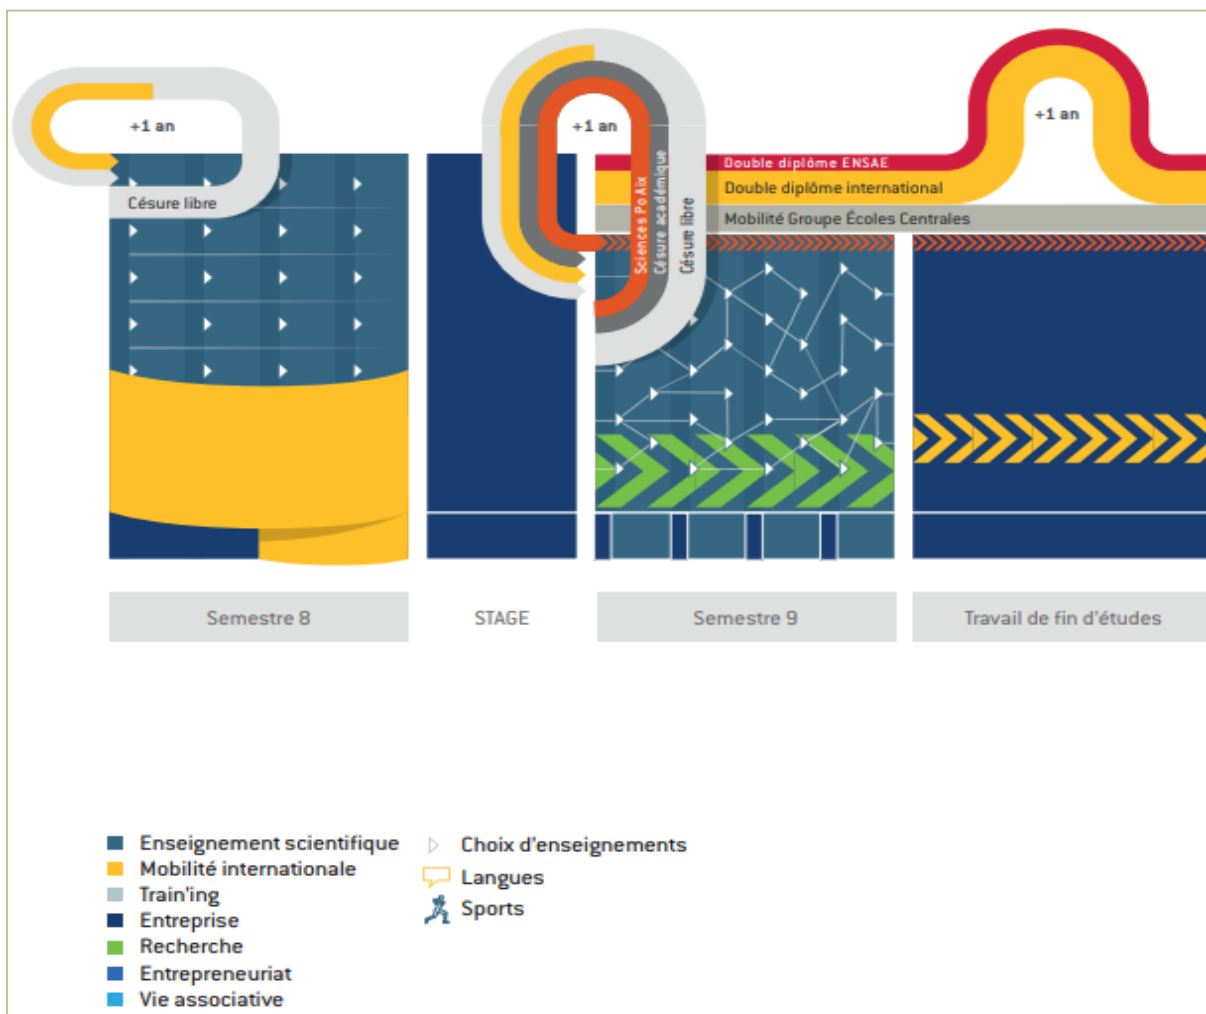 +1 an
Césure libre
+1 an
Sciences Po Aix
Césure académique
Césure libre
+1 an
Double diplôme ENSAE
Double diplôme international
Mobilité Groupe Écoles Centrales
Semestre 8
STAGE
Semestre 9
Travail de fin d'études
Enseignement scientifique
Mobilité internationale
Train'ing
Entreprise
Recherche
Entrepreneuriat
Vie associative
Choix d'enseignements
Langues
Sports